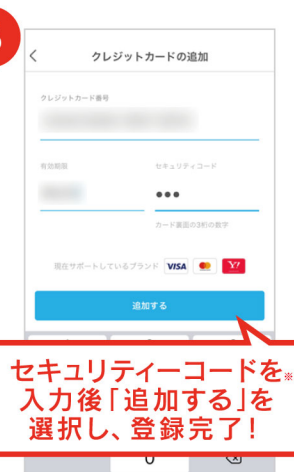 クレジットカードの追加
クレジットカード番号
有効期限 セキュリティコード
●●●
カード裏面の3桁の数字
現在サポートしているブランド VISA Y!
追加する
セキュリティーコードを※
入力後「追加する」を
選択し、登録完了!
0